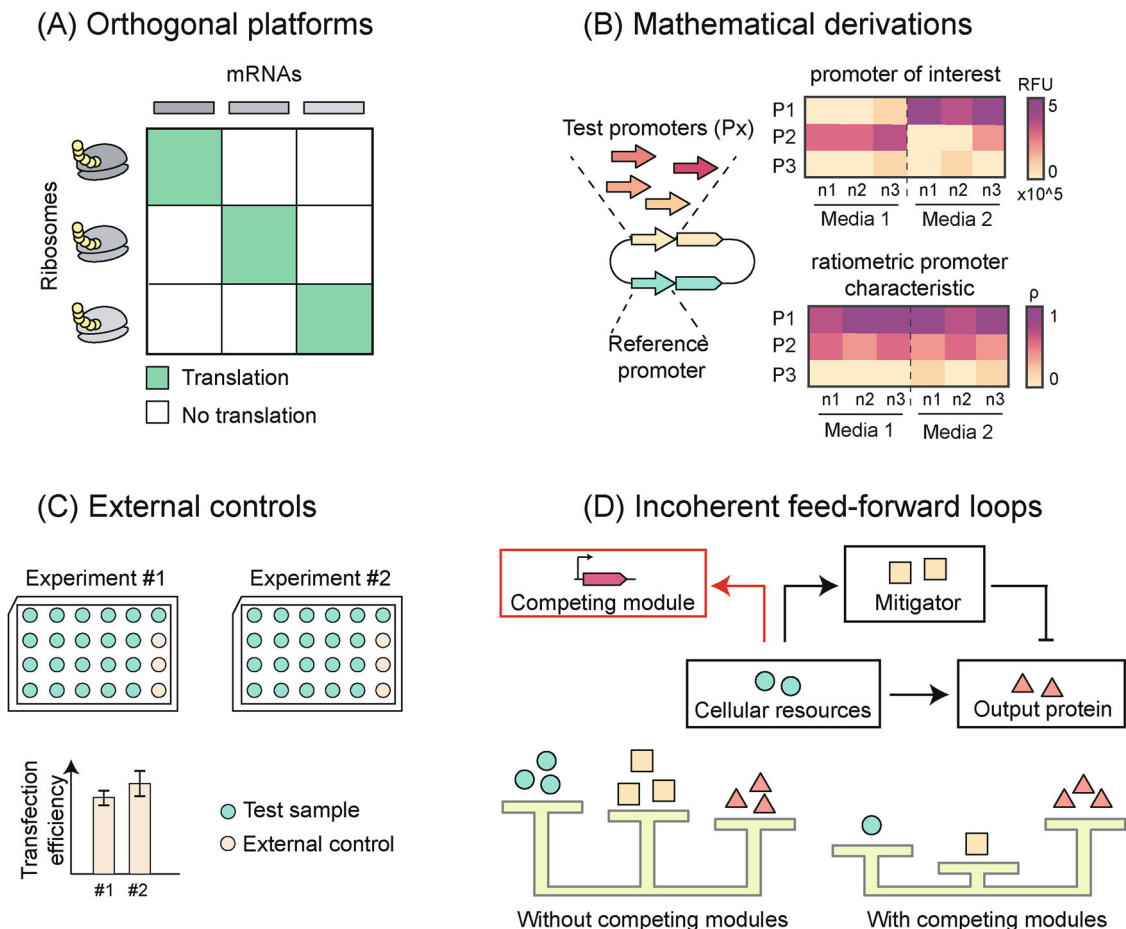 (A) Orthogonal platforms
mRNAs
Ribosomes
Translation
No translation
(B) Mathematical derivations
Test promoters (Px)
Reference
promoter
promoter of interest
RFU
P1
P2
P3
5
0
x10^5
n1 n2 n3 n1 n2 n3
Media 1 Media 2
ratiometric promoter
characteristic
ρ
P1
P2
P3
1
0
n1 n2 n3 n1 n2 n3
Media 1 Media 2
(C) External controls
Experiment #1 Experiment #2
Transfection
efficiency
#1 #2
Test sample
External control
(D) Incoherent feed-forward loops
Competing module
Mitigator
Cellular resources
Output protein
Without competing modules
With competing modules